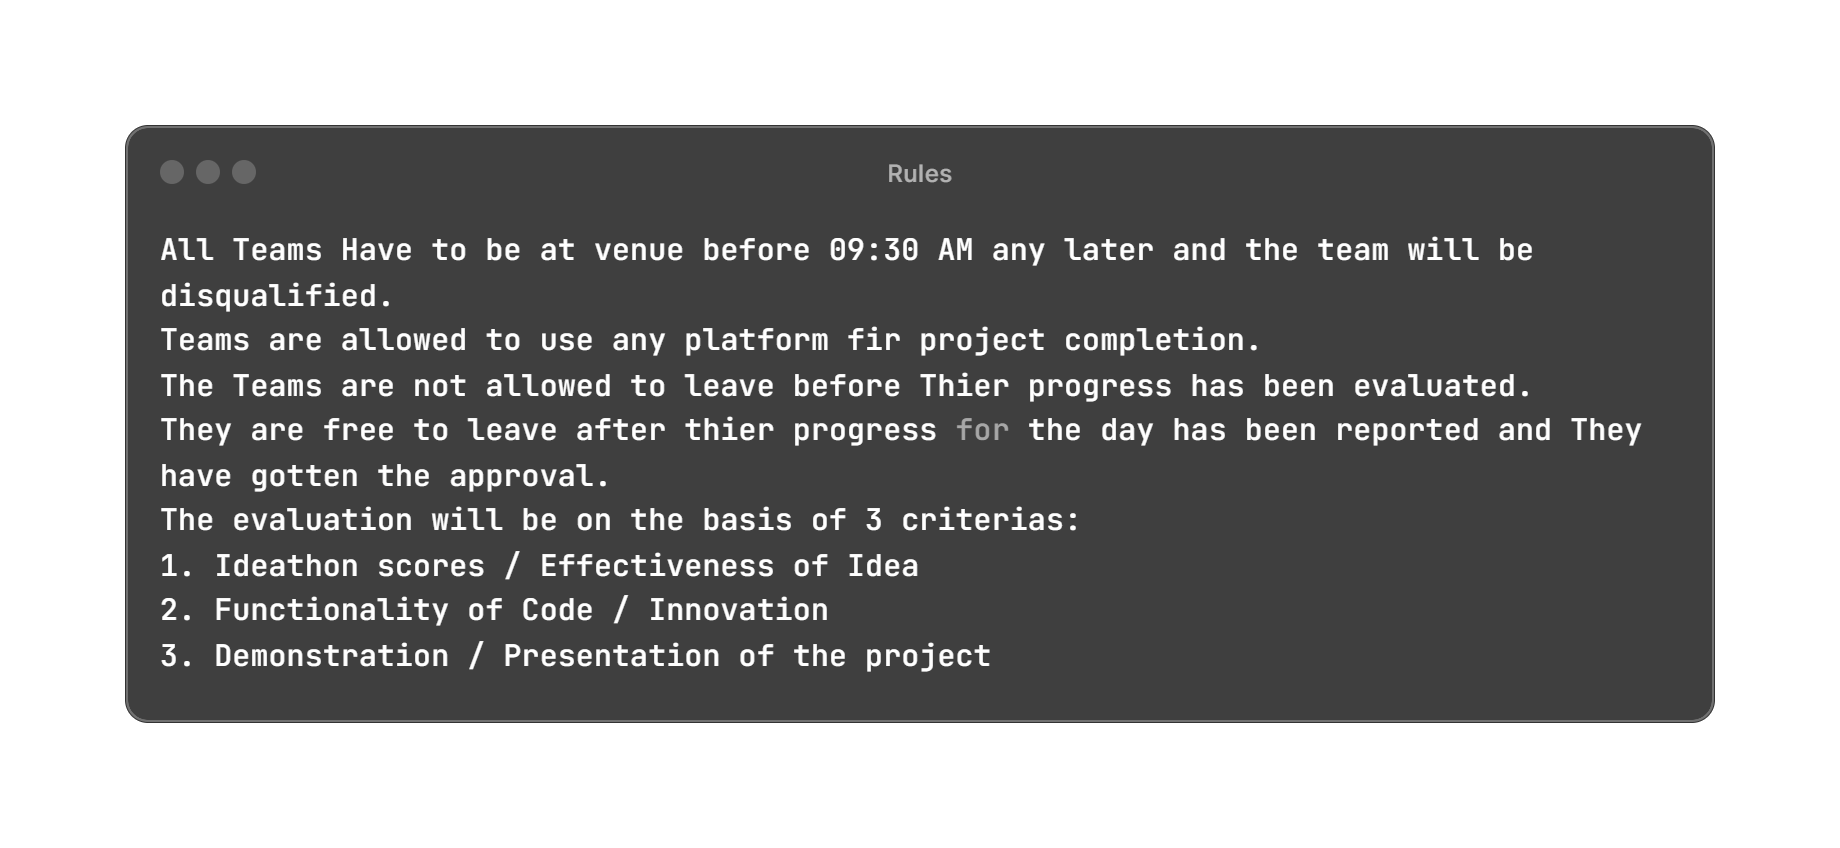 Rules
All Teams Have to be at venue before 09:30 AM any later and the team will be
disqualified.
Teams are allowed to use any platform fir project completion.
The Teams are not allowed to leave before Thier progress has been evaluated.
They are free to leave after thier progress for the day has been reported and They
have gotten the approval.
The evaluation will be on the basis of 3 criterias:
1. Ideathon scores / Effectiveness of Idea
2. Functionality of Code / Innovation
3. Demonstration / Presentation of the project